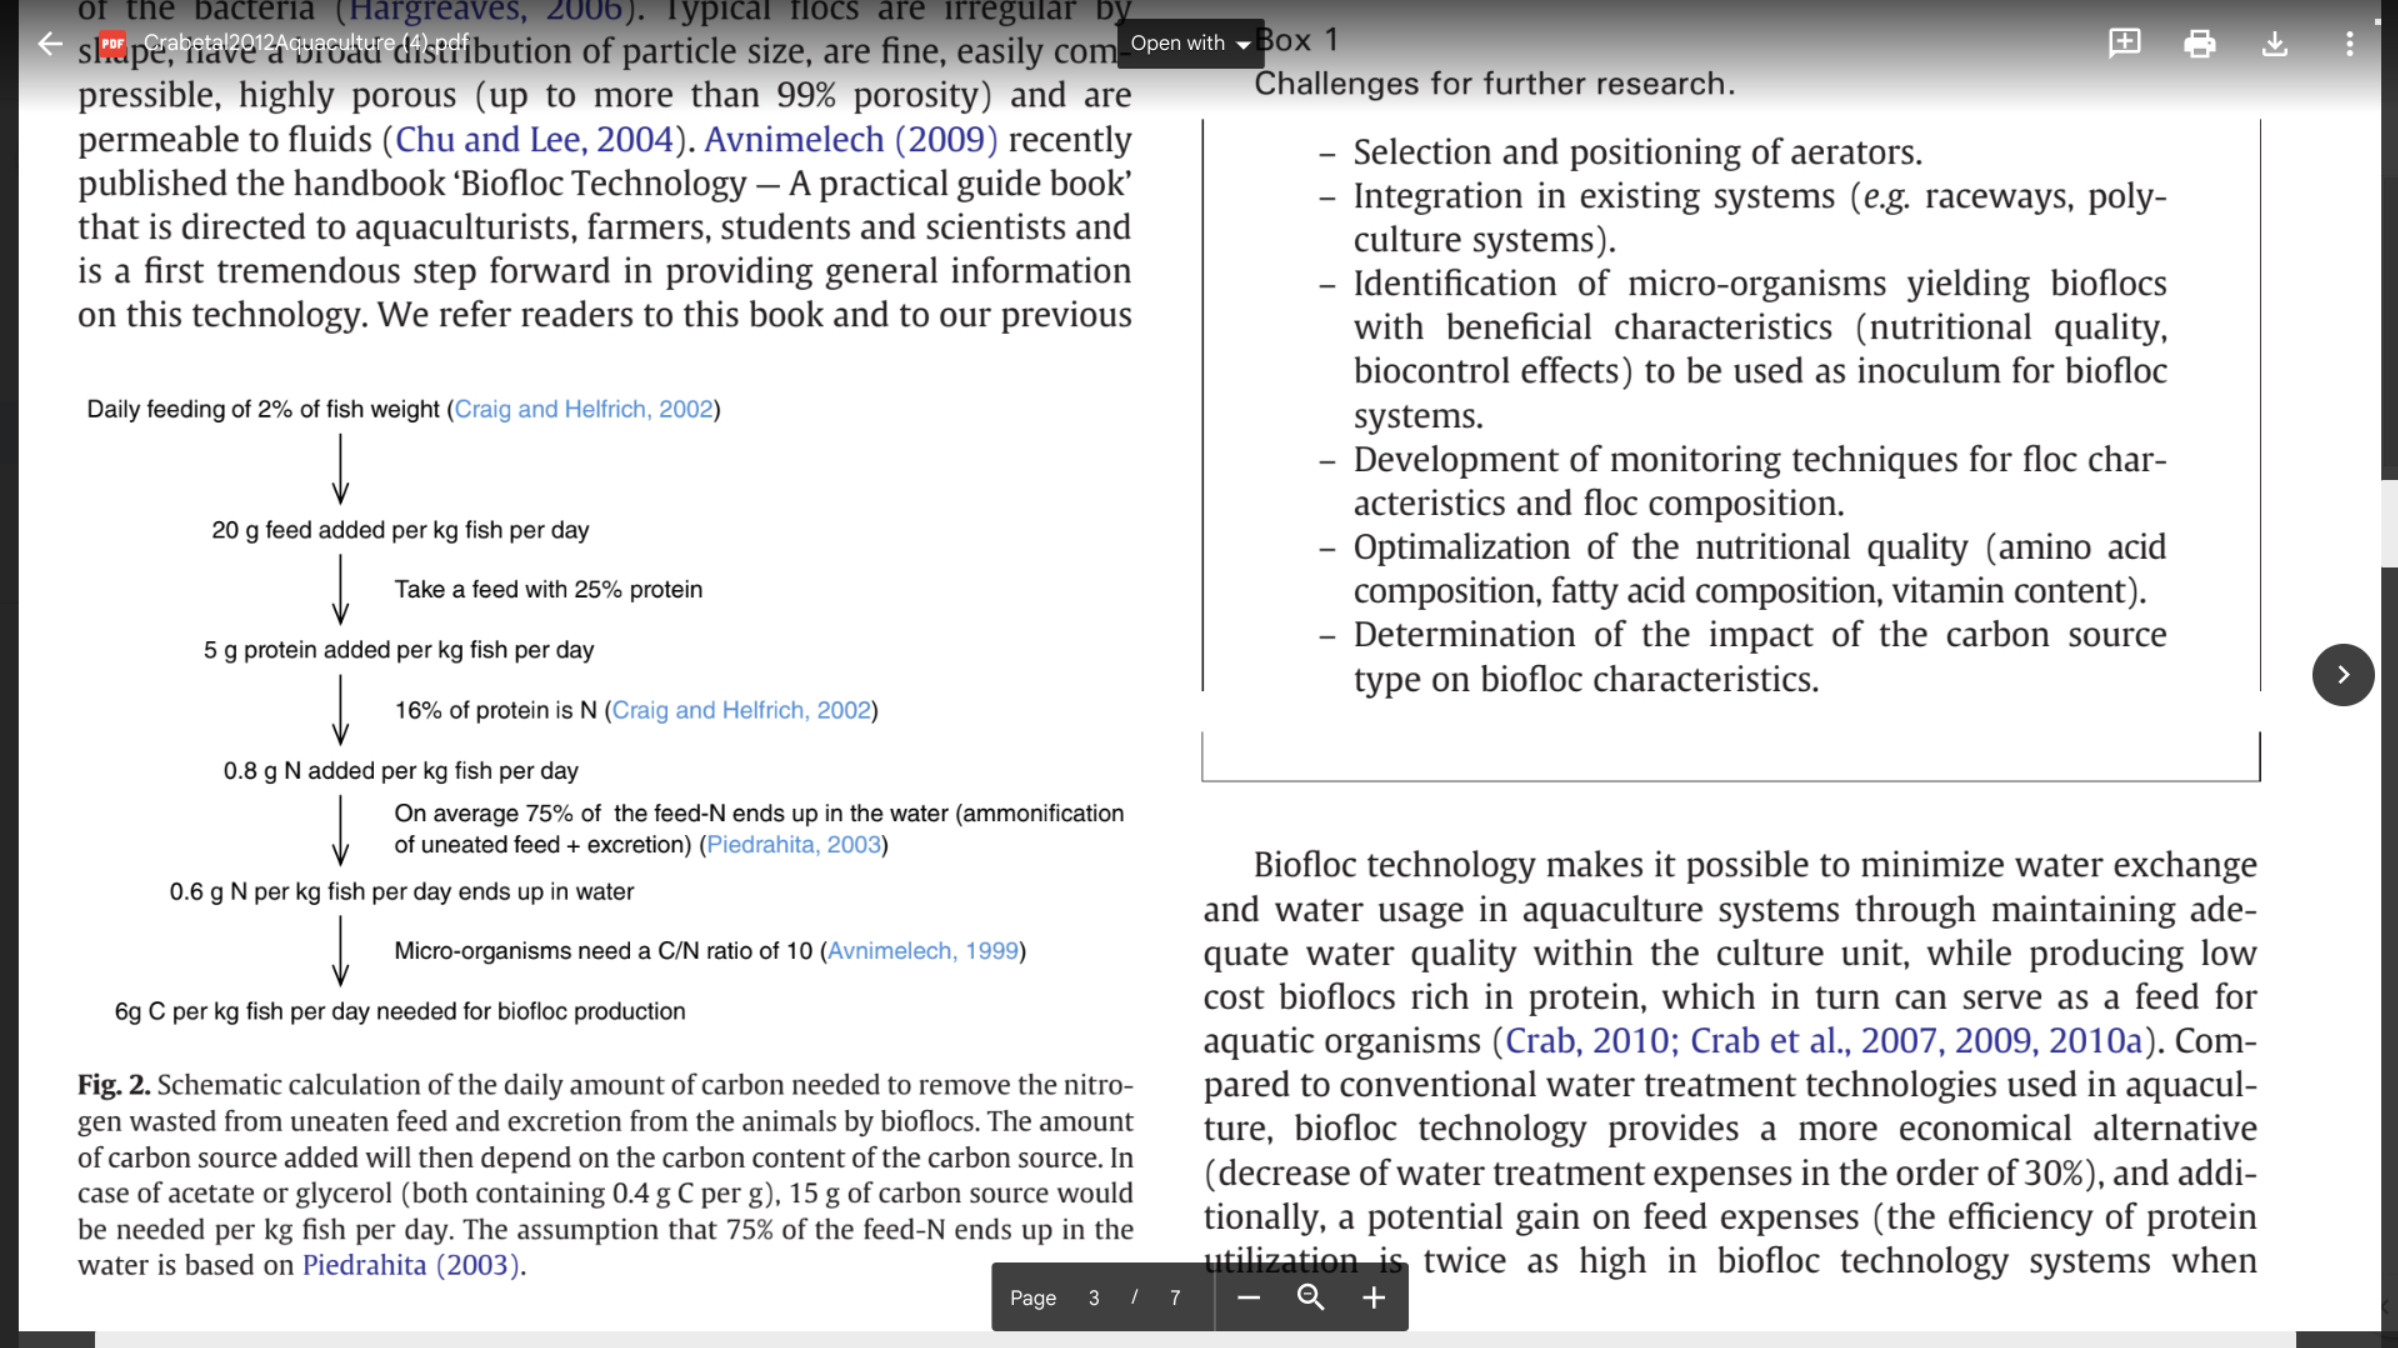 of the bacteria (Hargreaves, 2006). Typical flocs are irregular by
Crabetal2012Aquaculture (4).pdf
shape, have a broad distribution of particle size, are fine, easily com-
pressible, highly porous (up to more than 99% porosity) and are
permeable to fluids (Chu and Lee, 2004). Avnimelech (2009) recently
published the handbook ‘Biofloc Technology — A practical guide book’
that is directed to aquaculturists, farmers, students and scientists and
is a first tremendous step forward in providing general information
on this technology. We refer readers to this book and to our previous
Daily feeding of 2% of fish weight (Craig and Helfrich, 2002)
20 g feed added per kg fish per day
Take a feed with 25% protein
5 g protein added per kg fish per day
16% of protein is N (Craig and Helfrich, 2002)
0.8 g N added per kg fish per day
On average 75% of the feed-N ends up in the water (ammonification
of uneated feed + excretion) (Piedrahita, 2003)
0.6 g N per kg fish per day ends up in water
Micro-organisms need a C/N ratio of 10 (Avnimelech, 1999)
6g C per kg fish per day needed for biofloc production
Fig. 2. Schematic calculation of the daily amount of carbon needed to remove the nitro-
gen wasted from uneaten feed and excretion from the animals by bioflocs. The amount
of carbon source added will then depend on the carbon content of the carbon source. In
case of acetate or glycerol (both containing 0.4 g C per g), 15 g of carbon source would
be needed per kg fish per day. The assumption that 75% of the feed-N ends up in the
water is based on Piedrahita (2003).
Open with
Box 1
Challenges for further research.
– Selection and positioning of aerators.
– Integration in existing systems (e.g. raceways, poly-
culture systems).
– Identification of micro-organisms yielding bioflocs
with beneficial characteristics (nutritional quality,
biocontrol effects) to be used as inoculum for biofloc
systems.
– Development of monitoring techniques for floc char-
acteristics and floc composition.
– Optimalization of the nutritional quality (amino acid
composition, fatty acid composition, vitamin content).
– Determination of the impact of the carbon source
type on biofloc characteristics.
Biofloc technology makes it possible to minimize water exchange
and water usage in aquaculture systems through maintaining ade-
quate water quality within the culture unit, while producing low
cost bioflocs rich in protein, which in turn can serve as a feed for
aquatic organisms (Crab, 2010; Crab et al., 2007, 2009, 2010a). Com-
pared to conventional water treatment technologies used in aquacul-
ture, biofloc technology provides a more economical alternative
(decrease of water treatment expenses in the order of 30%), and addi-
tionally, a potential gain on feed expenses (the efficiency of protein
utilization is twice as high in biofloc technology systems when
Page 3 / 7